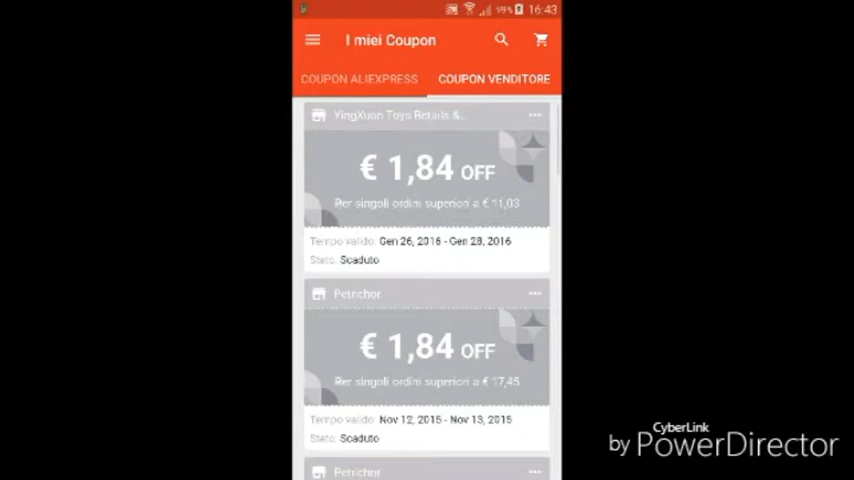 99% 16:43
I miei Coupon
COUPON ALIEXPRESS COUPON VENDITORE
YingXuan Toys Retails &...
€ 1,84 OFF
Per singoli ordini superiori a € 11,03
Tempo valido: Gen 26, 2016 - Gen 28, 2016
Stato: Scaduto
Petrichor
€ 1,84 OFF
Per singoli ordini superiori a € 17,45
Tempo valido: Nov 12, 2015 - Nov 13, 2015
Stato: Scaduto
Petrichor
CyberLink
by PowerDirector